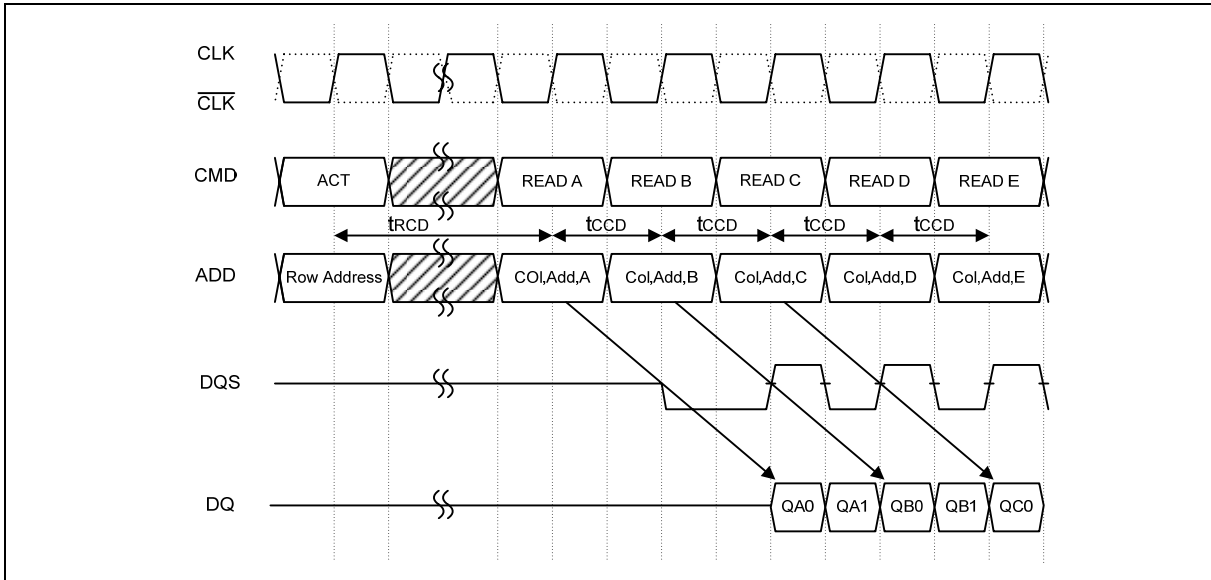 CLK
CLK
CMD
ACT
READ A
READ B
READ C
READ D
READ E
tRCD
tCCD
tCCD
tCCD
tCCD
ADD
Row Address
COl,Add,A
Col,Add,B
Col,Add,C
Col,Add,D
Col,Add,E
DQS
DQ
QA0
QA1
QB0
QB1
QC0